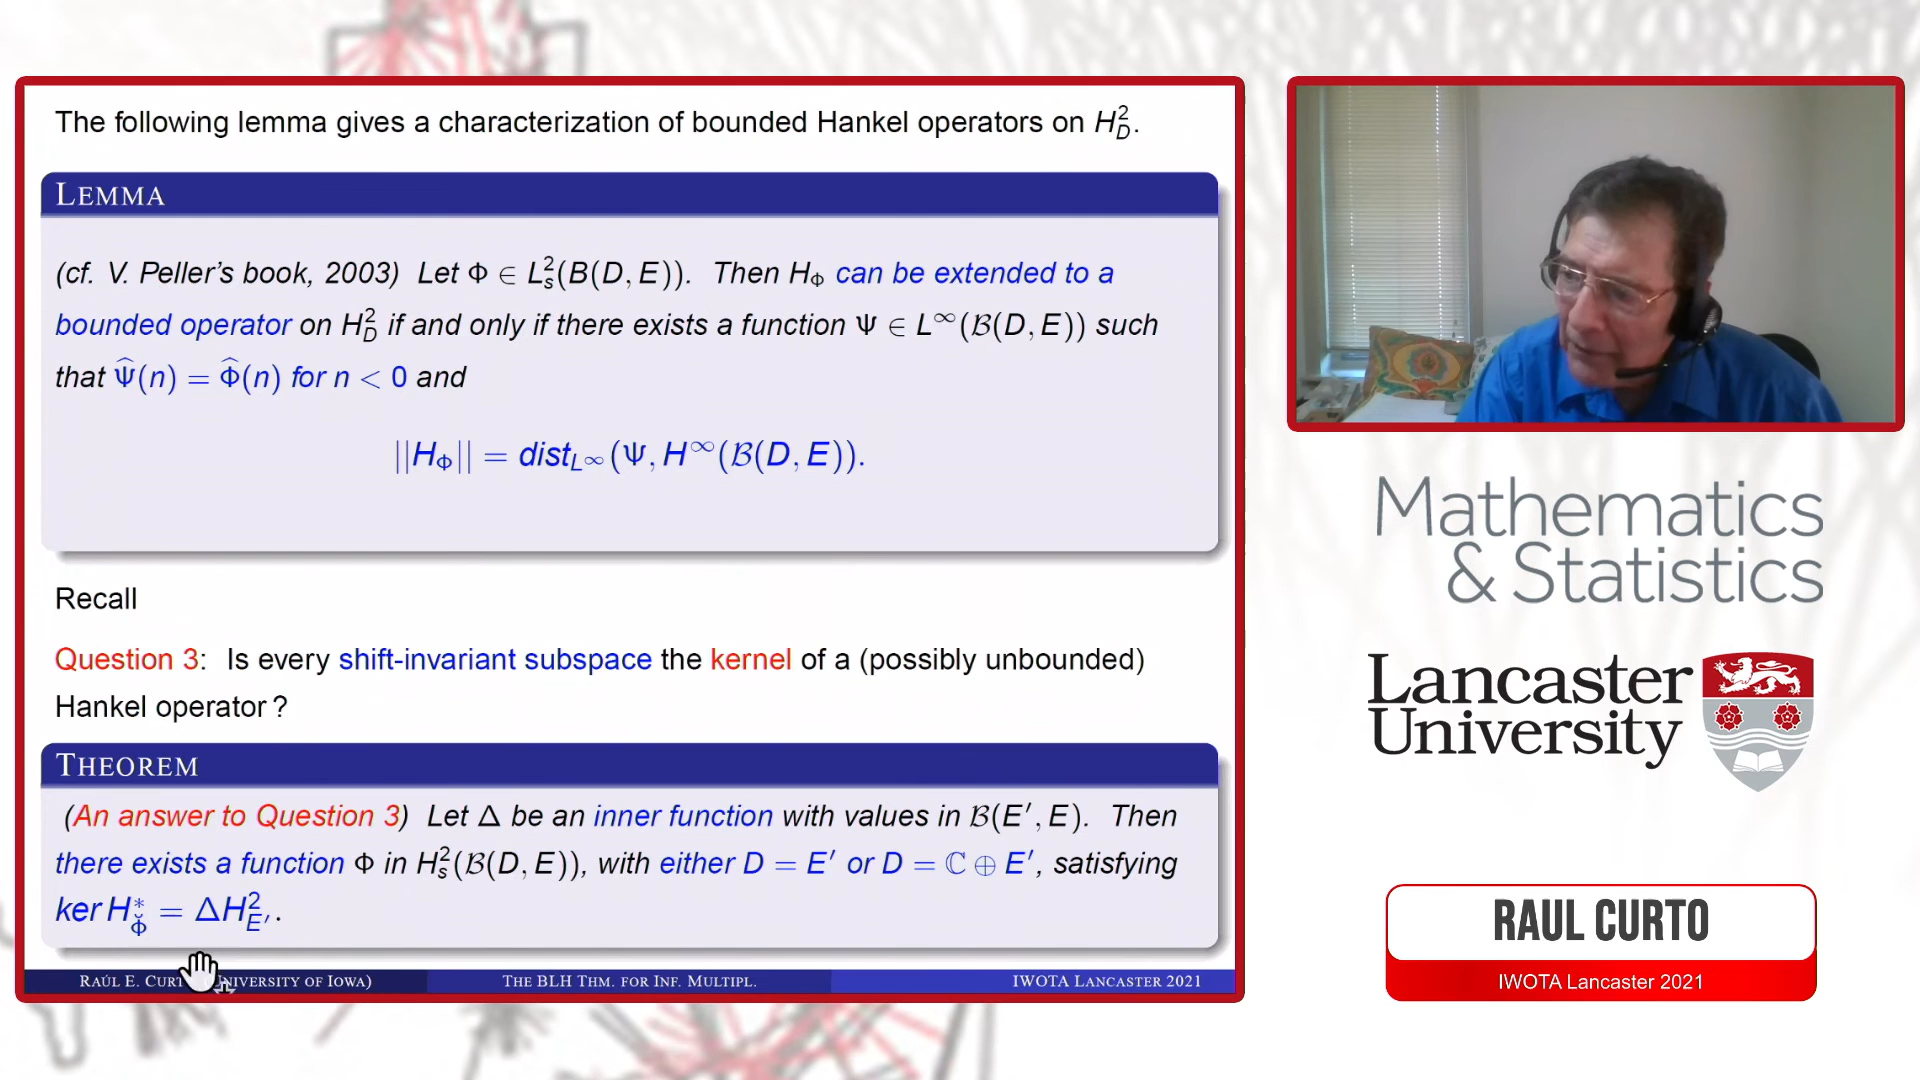 The following lemma gives a characterization of bounded Hankel operators on H²_D.
LEMMA
(cf. V. Peller's book, 2003) Let Φ ∈ L²_s(B(D, E)). Then H_Φ can be extended to a
bounded operator on H²_D if and only if there exists a function Ψ ∈ L^∞(ℬ(D, E)) such
that Ψ̂(n) = Φ̂(n) for n < 0 and
||H_Φ|| = dist_{L^∞}(Ψ, H^∞(ℬ(D, E)).
Recall
Question 3: Is every shift-invariant subspace the kernel of a (possibly unbounded)
Hankel operator?
THEOREM
(An answer to Question 3) Let Δ be an inner function with values in ℬ(E′, E). Then
there exists a function Φ in H²_s(ℬ(D, E)), with either D = E′ or D = ℂ ⊕ E′, satisfying
ker H*_Φ̆ = ΔH²_{E′}.
RAÚL E. CURT UNIVERSITY OF IOWA) THE BLH THM. FOR INF. MULTIPL. IWOTA LANCASTER 2021
Mathematics
& Statistics
Lancaster
University
RAUL CURTO
IWOTA Lancaster 2021